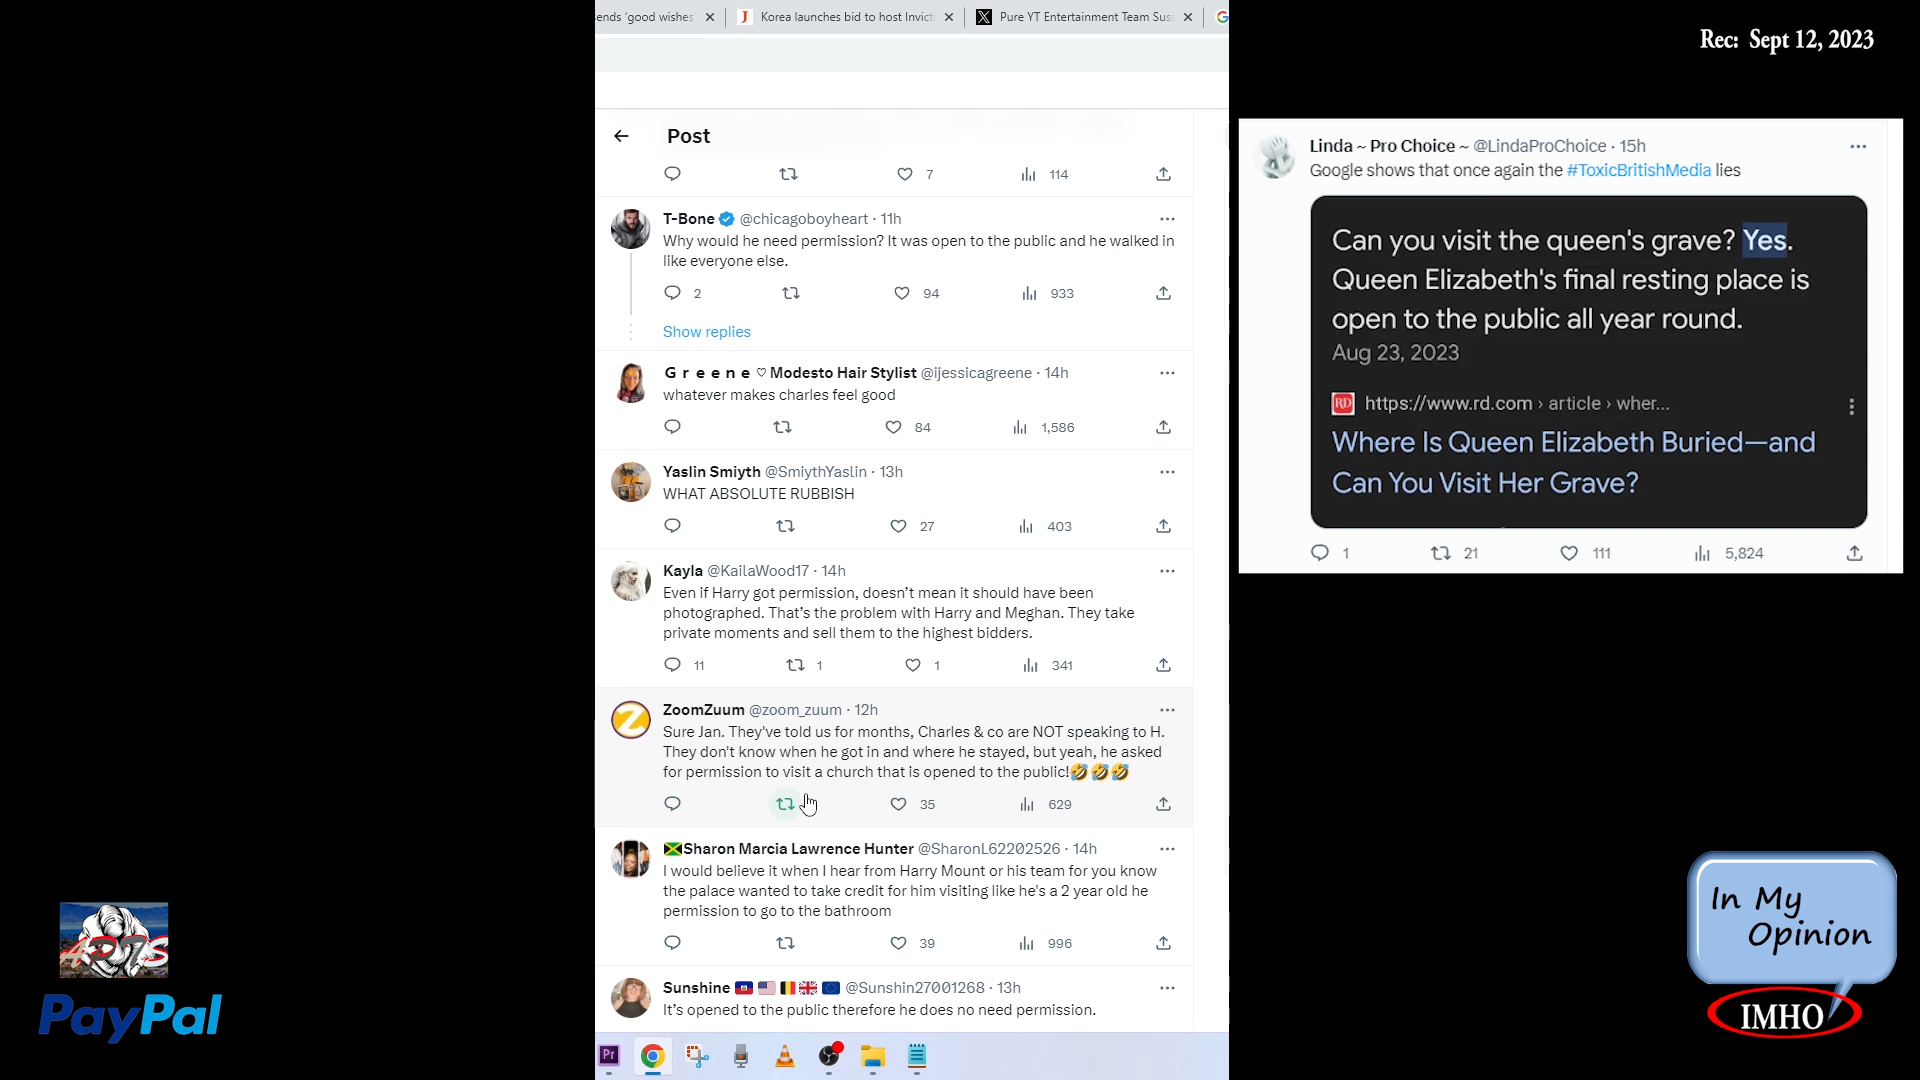 ends 'good wishes'
Korea launches bid to host Invict
Pure YT Entertainment Team Sus
Rec: Sept 12, 2023
Post
7 114
T-Bone @chicagoboyheart · 11h
Why would he need permission? It was open to the public and he walked in
like everyone else.
2 94 933
Show replies
G r e e n e ♡ Modesto Hair Stylist @ijessicagreene · 14h
whatever makes charles feel good
84 1,586
Yaslin Smiyth @SmiythYaslin · 13h
WHAT ABSOLUTE RUBBISH
27 403
Kayla @KailaWood17 · 14h
Even if Harry got permission, doesn't mean it should have been
photographed. That's the problem with Harry and Meghan. They take
private moments and sell them to the highest bidders.
11 1 1 341
ZoomZuum @zoom_zuum · 12h
Sure Jan. They've told us for months, Charles & co are NOT speaking to H.
They don't know when he got in and where he stayed, but yeah, he asked
for permission to visit a church that is opened to the public!🤣🤣🤣
35 629
🇯🇲Sharon Marcia Lawrence Hunter @SharonL62202526 · 14h
I would believe it when I hear from Harry Mount or his team for you know
the palace wanted to take credit for him visiting like he's a 2 year old he
permission to go to the bathroom
39 996
Sunshine 🇭🇹🇺🇸🇧🇪🇬🇧🇪🇺 @Sunshin27001268 · 13h
It's opened to the public therefore he does no need permission.
Pr
Linda ~ Pro Choice ~ @LindaProChoice · 15h
Google shows that once again the #ToxicBritishMedia lies
Can you visit the queen's grave? Yes.
Queen Elizabeth's final resting place is
open to the public all year round.
Aug 23, 2023
RD https://www.rd.com › article › wher...
Where Is Queen Elizabeth Buried—and
Can You Visit Her Grave?
1 21 111 5,824
In My
Opinion
IMHO
PayPal